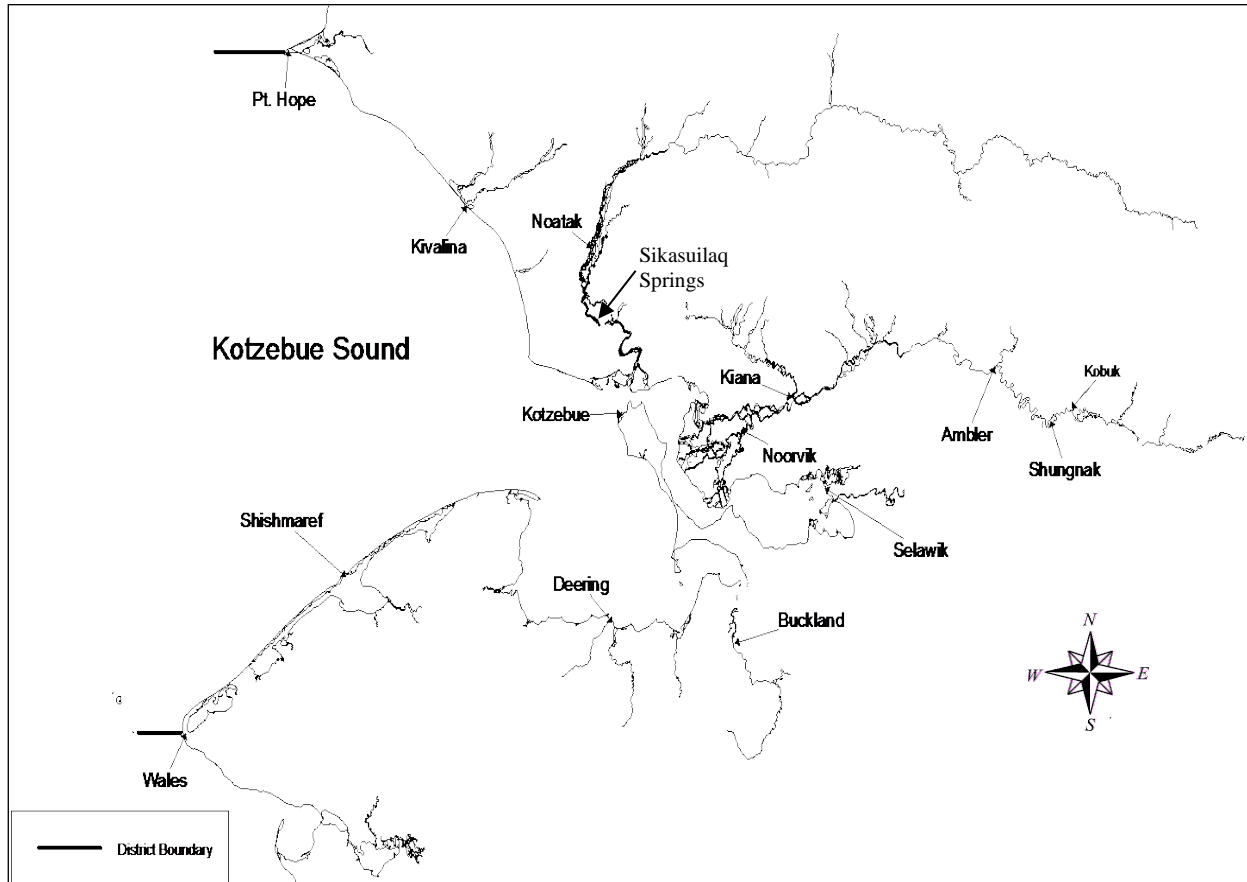 Pt. Hope
Noatak
Kivalina
Sikasuilaq
Springs
Kotzebue Sound
Kiana
Kobuk
Kotzebue
Ambler
Noorvik
Shungnak
Shishmaref
Selawik
Deering
Buckland
N
W
E
S
Wales
District Boundary